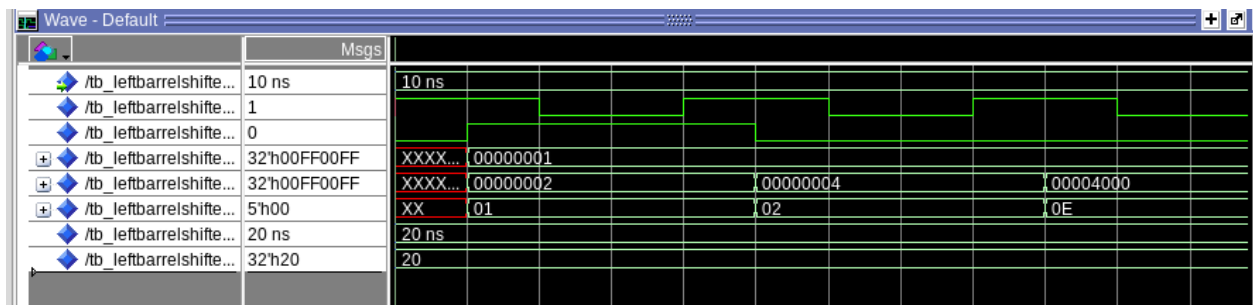 Wave - Default
Msgs
/tb_leftbarrelshifte... 10 ns 10 ns
/tb_leftbarrelshifte... 1
/tb_leftbarrelshifte... 0
/tb_leftbarrelshifte... 32'h00FF00FF XXXX... 00000001
/tb_leftbarrelshifte... 32'h00FF00FF XXXX... 00000002 00000004 00004000
/tb_leftbarrelshifte... 5'h00 XX 01 02 0E
/tb_leftbarrelshifte... 20 ns 20 ns
/tb_leftbarrelshifte... 32'h20 20